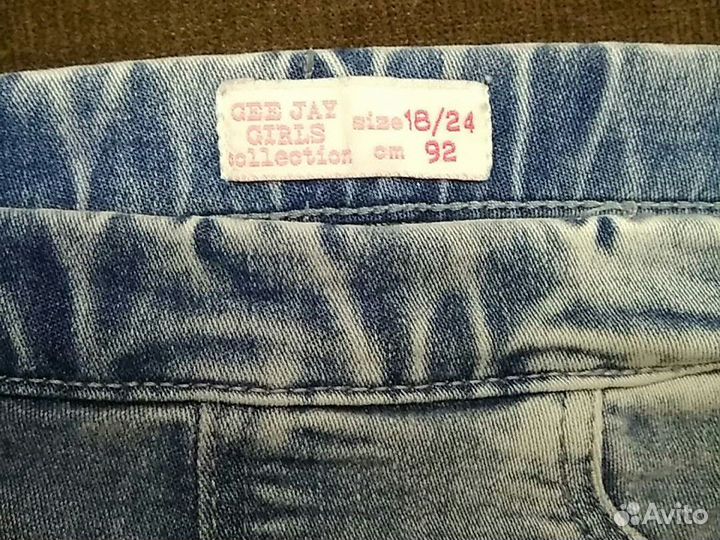 GEE JAY
GIRLS
collection
size 18/24
cm 92
Avito